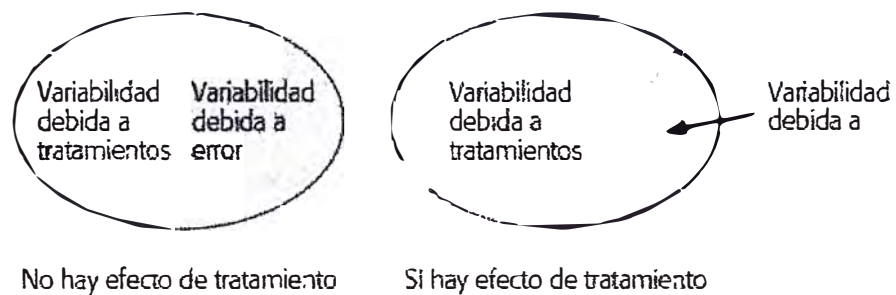 Variabilidad
debida a
tratamientos
Variabilidad
debida a
error
Variabilidad
debida a
tratamientos
Variabilidad
debida a
No hay efecto de tratamiento
Si hay efecto de tratamiento